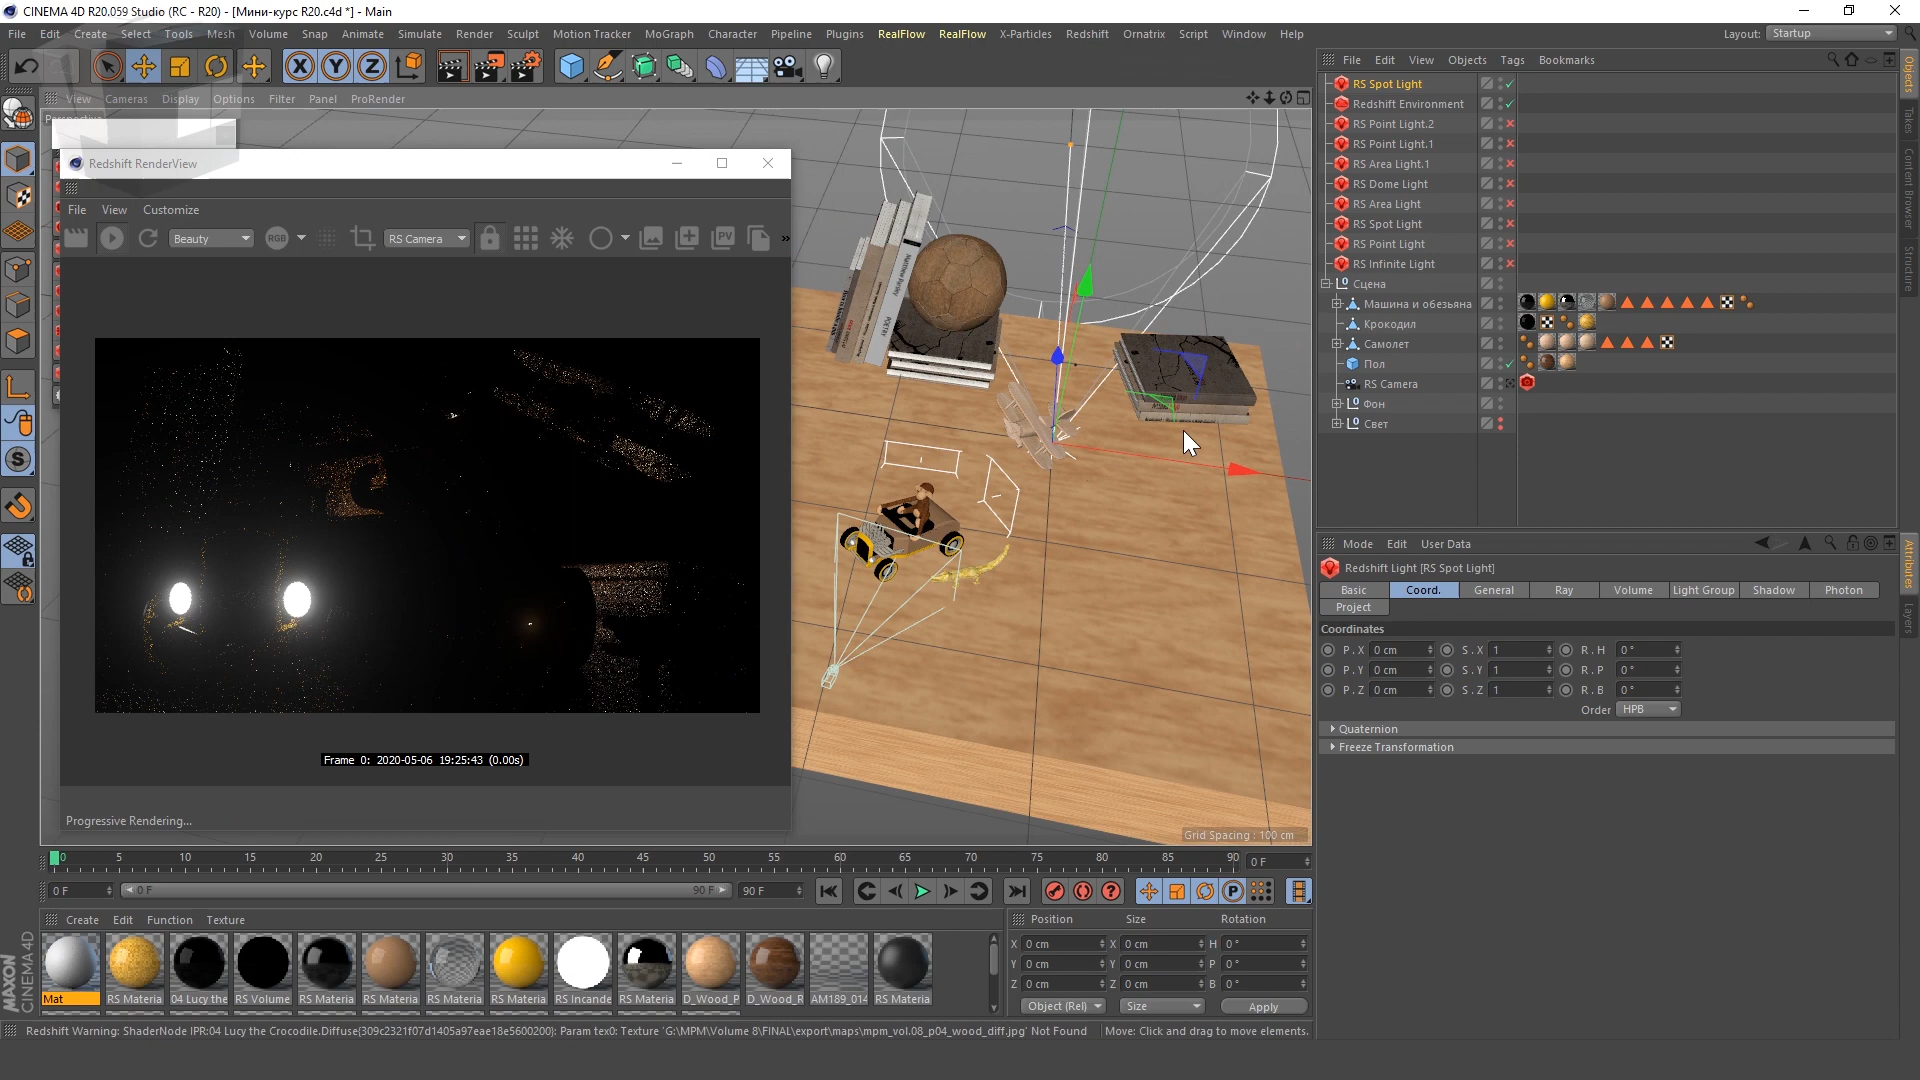 CINEMA 4D R20.059 Studio (RC - R20) - [Мини-курс R20.c4d *] - Main
File Edit Create Select Tools Mesh Volume Snap Animate Simulate Render Sculpt Motion Tracker MoGraph Character Pipeline Plugins RealFlow RealFlow X-Particles Redshift Ornatrix Script Window Help Layout: Startup
View Cameras Display Options Filter Panel ProRender
File Edit View Objects Tags Bookmarks
Perspective
Redshift RenderView
File View Customize
Beauty RGB RS Camera PV »
Frame 0: 2020-05-06 19:25:43 (0.00s)
Progressive Rendering...
Grid Spacing : 100 cm
RS Spot Light
Redshift Environment
RS Point Light.2
RS Point Light.1
RS Area Light.1
RS Dome Light
RS Area Light
RS Spot Light
RS Point Light
RS Infinite Light
Сцена
Машина и обезьяна
Крокодил
Самолет
Пол
RS Camera
Фон
Свет
Objects
Takes
Content Browser
Structure
Mode Edit User Data
Redshift Light [RS Spot Light]
Basic Coord. General Ray Volume Light Group Shadow Photon
Project
Coordinates
P . X 0 cm S . X 1 R . H 0 °
P . Y 0 cm S . Y 1 R . P 0 °
P . Z 0 cm S . Z 1 R . B 0 °
Order HPB
Quaternion
Freeze Transformation
Attributes
Layers
0 5 10 15 20 25 30 35 40 45 50 55 60 65 70 75 80 85 90 0 F
0 F 0 F 90 F 90 F
Create Edit Function Texture
Position Size Rotation
X 0 cm X 0 cm H 0 °
Y 0 cm Y 0 cm P 0 °
Z 0 cm Z 0 cm B 0 °
Object (Rel) Size Apply
Mat RS Materia 04 Lucy the RS Volume RS Materia RS Materia RS Materia RS Materia RS Incande RS Materia D_Wood_P D_Wood_R AM189_014 RS Materia
MAXON
CINEMA 4D
Redshift Warning: ShaderNode IPR:04 Lucy the Crocodile.Diffuse{309c2321f07d1405a97eae18e5600200}: Param tex0: Texture 'G:\MPM\Volume 8\FINAL\export\maps\mpm_vol.08_p04_wood_diff.jpg' Not Found Move: Click and drag to move elements.